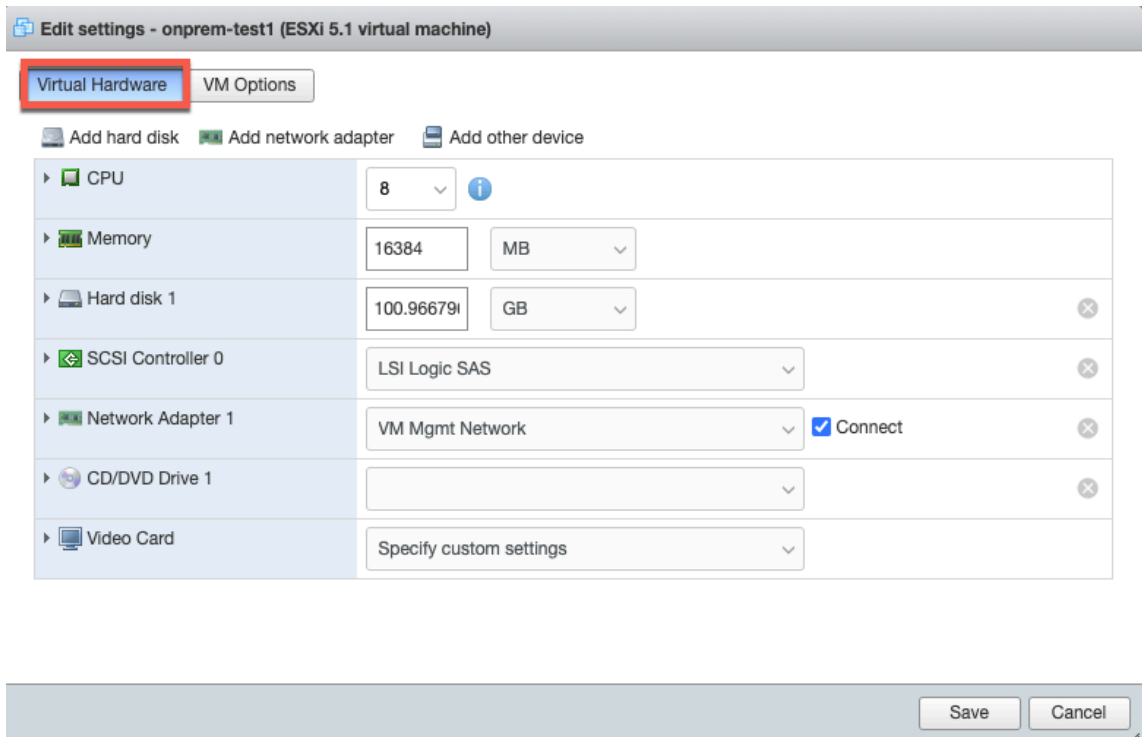 Edit settings - onprem-test1 (ESXi 5.1 virtual machine)
Virtual Hardware VM Options
Add hard disk Add network adapter Add other device
CPU 8
Memory 16384 MB
Hard disk 1 100.966796 GB
SCSI Controller 0 LSI Logic SAS
Network Adapter 1 VM Mgmt Network Connect
CD/DVD Drive 1
Video Card Specify custom settings
Save Cancel